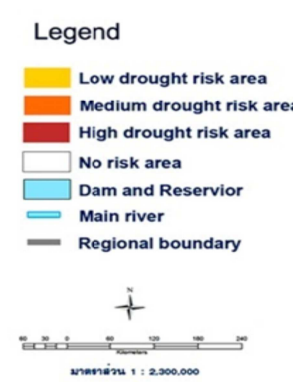 Legend
Low drought risk area
Medium drought risk area
High drought risk area
No risk area
Dam and Reservior
Main river
Regional boundary
N
60 30 0 60 120 180 240
Kilometers
มาตราส่วน 1 : 2,300,000